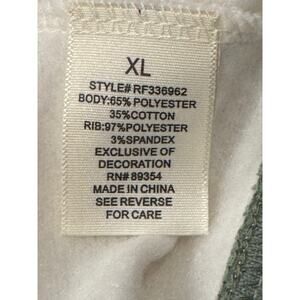 XL
STYLE# RF336962
BODY:65% POLYESTER
35%COTTON
RIB:97%POLYESTER
3%SPANDEX
EXCLUSIVE OF
DECORATION
RN# 89354
MADE IN CHINA
SEE REVERSE
FOR CARE